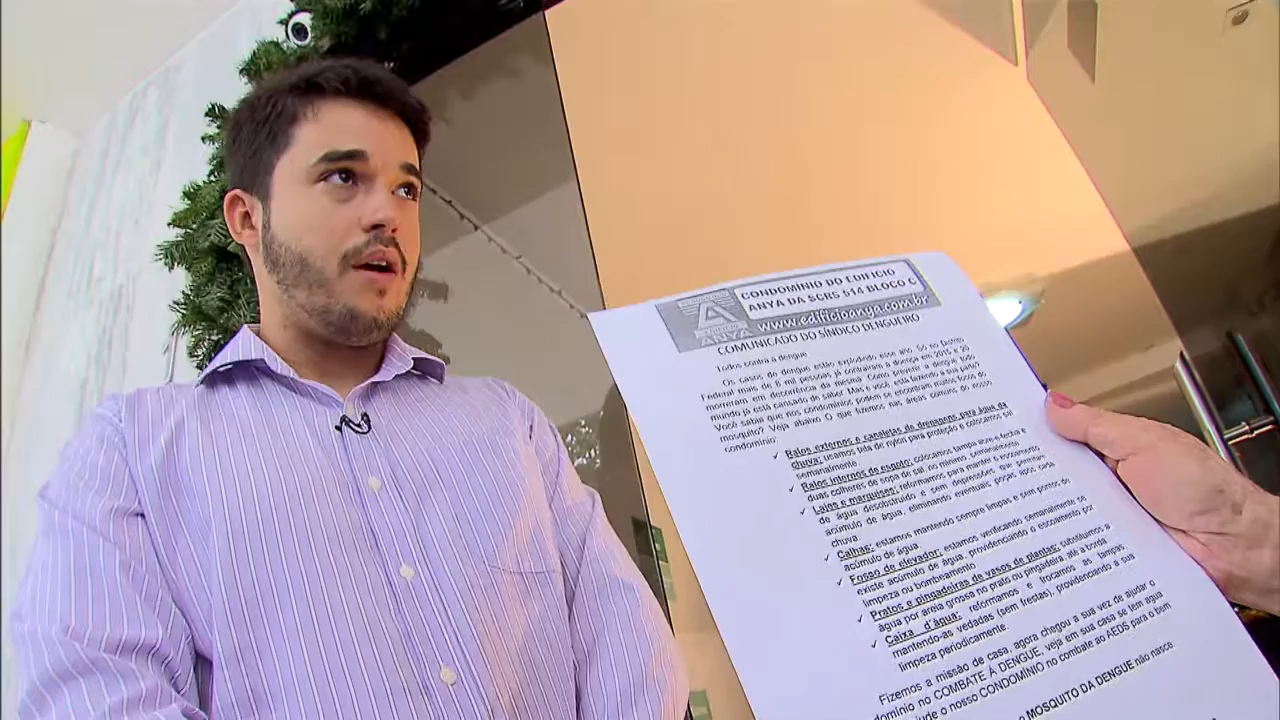 CONDOMÍNIO DO EDIFICIO
ANYA DA SCRS 514 BLOCO C
www.edificioanya.com.br
A
EDIFICIO
ANYA
COMUNICADO DO SÍNDICO DENGUEIRO
Todos contra a dengue
Os casos de dengue estão explodindo esse ano. Só no Distrito
Federal mais de 8 mil pessoas já contraíram a doença em 2015 e 20
morreram em decorrência da mesma. Como prevenir a dengue todo
mundo já está cansado de saber. Mas e você, está fazendo a sua parte?
Você sabia que nos condomínios podem se encontram muitos focos do
mosquito? Veja abaixo O que fizemos nas áreas comuns do nosso
condomínio:
✓ Ralos externos e canaletas de drenagens para água da
chuva: usamos tela de nylon para proteção e colocamos sal
semanalmente.
✓ Ralos internos de esgoto: colocamos tampa abre-e-fecha e
duas colheres de sopa de sal, no mínimo, semanalmente
✓ Lajes e marquises: reformamos para manter o escoamento
de água desobstruído e sem depressões que permitam
acúmulo de água, eliminando eventuais poças após cada
chuva.
✓ Calhas: estamos mantendo sempre limpas e sem pontos de
acúmulo de água.
✓ Fosso de elevador: estamos verificando semanalmente se
existe acúmulo de água, providenciando o escoamento por
limpeza ou bombeamento
✓ Pratos e pingadeiras de vasos de plantas: substituímos a
água por areia grossa no prato ou pingadeira, até a borda
✓ Caixa d'água: reformamos e trocamos as tampas,
mantendo-as vedadas (sem frestas), providenciando a sua
limpeza periodicamente.
Fizemos a missão de casa, agora chegou a sua vez de ajudar o
domínio no COMBATE À DENGUE, veja em sua casa se tem água
ude o nosso CONDOMÍNIO no combate ao AEDS para o bem
o MOSQUITO DA DENGUE não nasce.